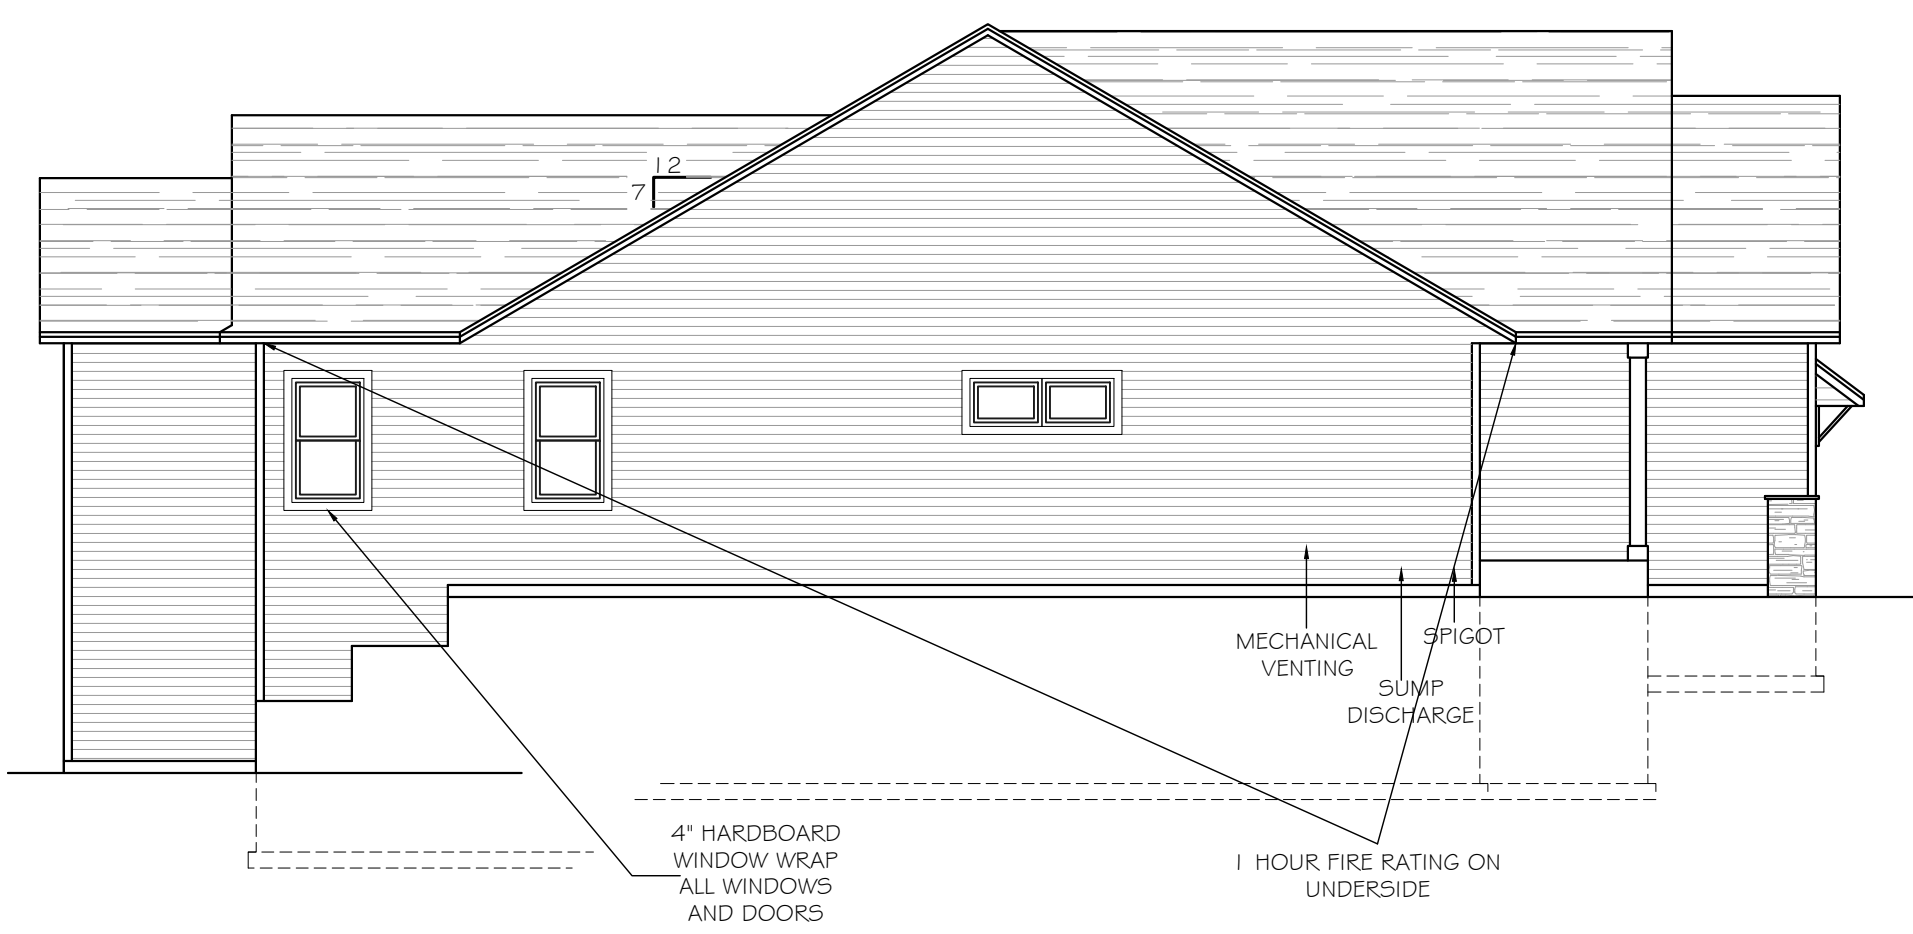 12
7
MECHANICAL
VENTING
SPIGOT
SUMP
DISCHARGE
4" HARDBOARD
WINDOW WRAP
ALL WINDOWS
AND DOORS
1 HOUR FIRE RATING ON
UNDERSIDE